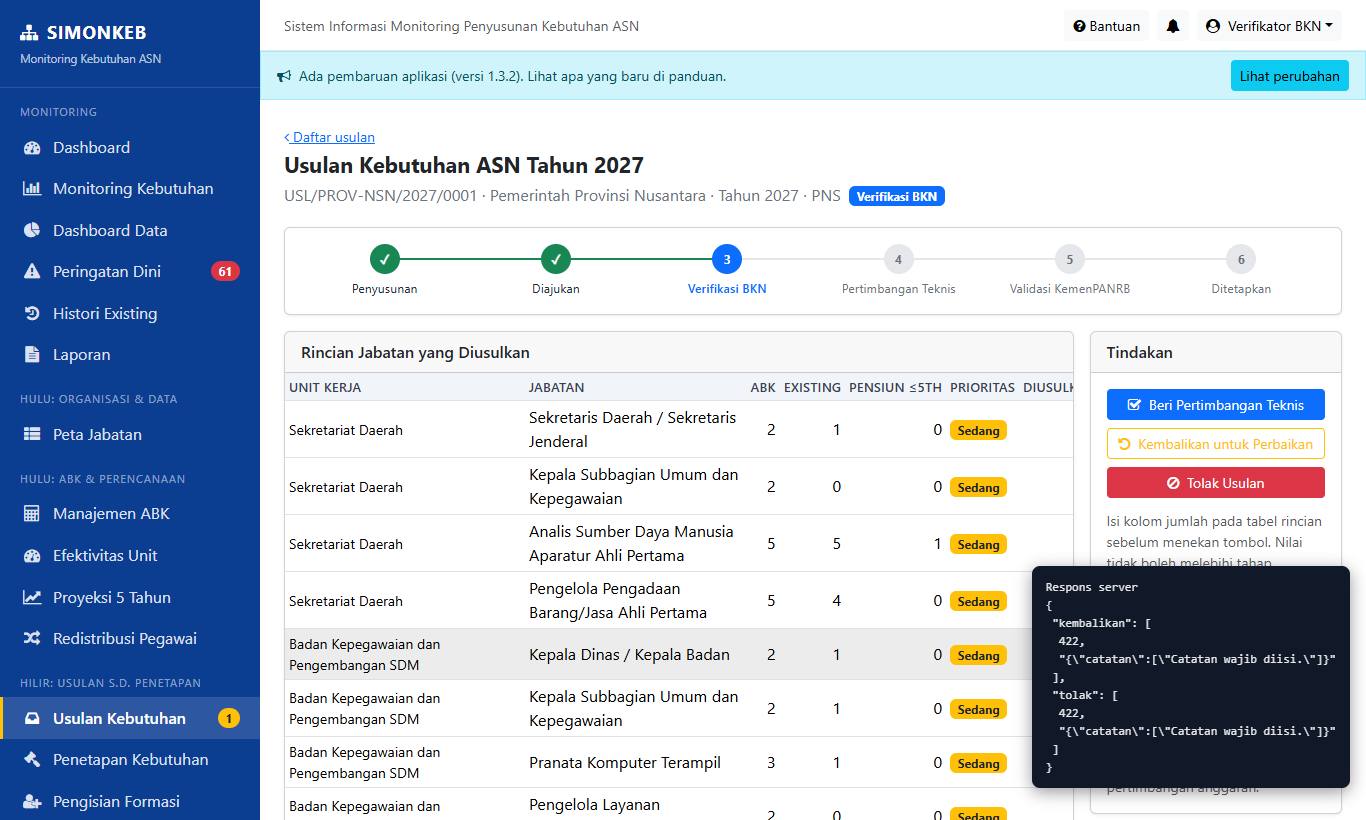 SIMONKEB
Monitoring Kebutuhan ASN
MONITORING
Dashboard
Monitoring Kebutuhan
Dashboard Data
Peringatan Dini 61
Histori Existing
Laporan
HULU: ORGANISASI & DATA
Peta Jabatan
HULU: ABK & PERENCANAAN
Manajemen ABK
Efektivitas Unit
Proyeksi 5 Tahun
Redistribusi Pegawai
HILIR: USULAN S.D. PENETAPAN
Usulan Kebutuhan 1
Penetapan Kebutuhan
Pengisian Formasi
Sistem Informasi Monitoring Penyusunan Kebutuhan ASN
Bantuan
Verifikator BKN
Ada pembaruan aplikasi (versi 1.3.2). Lihat apa yang baru di panduan.
Lihat perubahan
Daftar usulan
Usulan Kebutuhan ASN Tahun 2027
USL/PROV-NSN/2027/0001 · Pemerintah Provinsi Nusantara · Tahun 2027 · PNS Verifikasi BKN
✓ ✓ 3 4 5 6
Penyusunan Diajukan Verifikasi BKN Pertimbangan Teknis Validasi KemenPANRB Ditetapkan
Rincian Jabatan yang Diusulkan
UNIT KERJA JABATAN ABK EXISTING PENSIUN ≤5TH PRIORITAS DIUSULK
Sekretariat Daerah Sekretaris Daerah / Sekretaris 2 1 0 Sedang
Jenderal
Sekretariat Daerah Kepala Subbagian Umum dan 2 0 0 Sedang
Kepegawaian
Sekretariat Daerah Analis Sumber Daya Manusia 5 5 1 Sedang
Aparatur Ahli Pertama
Sekretariat Daerah Pengelola Pengadaan 5 4 0 Sedang
Barang/Jasa Ahli Pertama
Badan Kepegawaian dan Kepala Dinas / Kepala Badan 2 1 0 Sedang
Pengembangan SDM
Badan Kepegawaian dan Kepala Subbagian Umum dan 2 1 0 Sedang
Pengembangan SDM Kepegawaian
Badan Kepegawaian dan Pranata Komputer Terampil 3 1 0 Sedang
Pengembangan SDM
Badan Kepegawaian dan Pengelola Layanan 2 0 0 Sedang
Tindakan
Beri Pertimbangan Teknis
Kembalikan untuk Perbaikan
Tolak Usulan
Isi kolom jumlah pada tabel rincian
sebelum menekan tombol. Nilai
tidak boleh melebihi tahap
Respons server
{
"kembalikan": [
422,
"{\"catatan\":[\"Catatan wajib diisi.\"]}"
],
"tolak": [
422,
"{\"catatan\":[\"Catatan wajib diisi.\"]}"
]
}
pertimbangan anggaran.